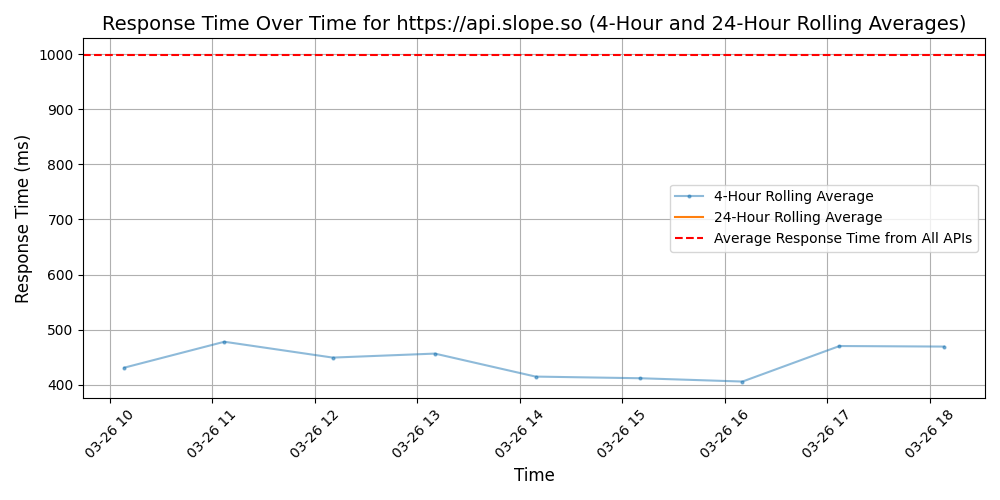 Response Time Over Time for https://api.slope.so (4-Hour and 24-Hour Rolling Averages)
Response Time (ms)
1000
900
800
700
600
500
400
4-Hour Rolling Average
24-Hour Rolling Average
Average Response Time from All APIs
03-26 10
03-26 11
03-26 12
03-26 13
03-26 14
03-26 15
03-26 16
03-26 17
03-26 18
Time